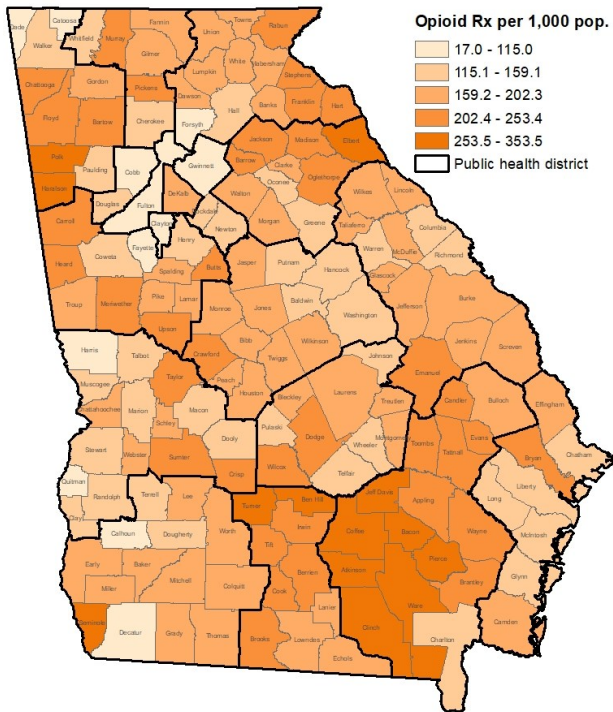 Opioid Rx per 1,000 pop.
17.0 - 115.0
115.1 - 159.1
159.2 - 202.3
202.4 - 253.4
253.5 - 353.5
Public health district
Catoosa
Fannin
Towns
Rabun
Walker
Whitfield
Murray
Union
Gilmer
White
Habersham
Lumpkin
Stephens
Chattooga
Gordon
Pickens
Dawson
Banks
Franklin
Hart
Hall
Floyd
Bartow
Cherokee
Forsyth
Jackson
Madison
Elbert
Polk
Paulding
Cobb
Gwinnett
Barrow
Clarke
Oglethorpe
Haralson
Oconee
Wilkes
Lincoln
Douglas
Fulton
DeKalb
Walton
Carroll
Clayton
Rockdale
Newton
Morgan
Greene
Taliaferro
Columbia
Fayette
Henry
McDuffie
Heard
Coweta
Spalding
Butts
Jasper
Putnam
Hancock
Warren
Richmond
Glascock
Troup
Meriwether
Pike
Lamar
Monroe
Jones
Baldwin
Washington
Jefferson
Burke
Upson
Bibb
Wilkinson
Jenkins
Screven
Harris
Talbot
Crawford
Twiggs
Johnson
Emanuel
Muscogee
Taylor
Peach
Houston
Bleckley
Laurens
Treutlen
Candler
Bulloch
Effingham
Marion
Macon
Schley
Pulaski
Dodge
Wheeler
Montgomery
Toombs
Evans
Tattnall
Bryan
Chatham
Stewart
Webster
Sumter
Dooly
Crisp
Wilcox
Telfair
Liberty
Long
Quitman
Randolph
Terrell
Lee
Turner
Ben Hill
Jeff Davis
Appling
Clay
Calhoun
Dougherty
Worth
Irwin
Coffee
Bacon
Wayne
McIntosh
Tift
Early
Baker
Mitchell
Colquitt
Berrien
Atkinson
Pierce
Brantley
Glynn
Miller
Cook
Ware
Lanier
Clinch
Charlton
Camden
Seminole
Decatur
Grady
Thomas
Brooks
Lowndes
Echols